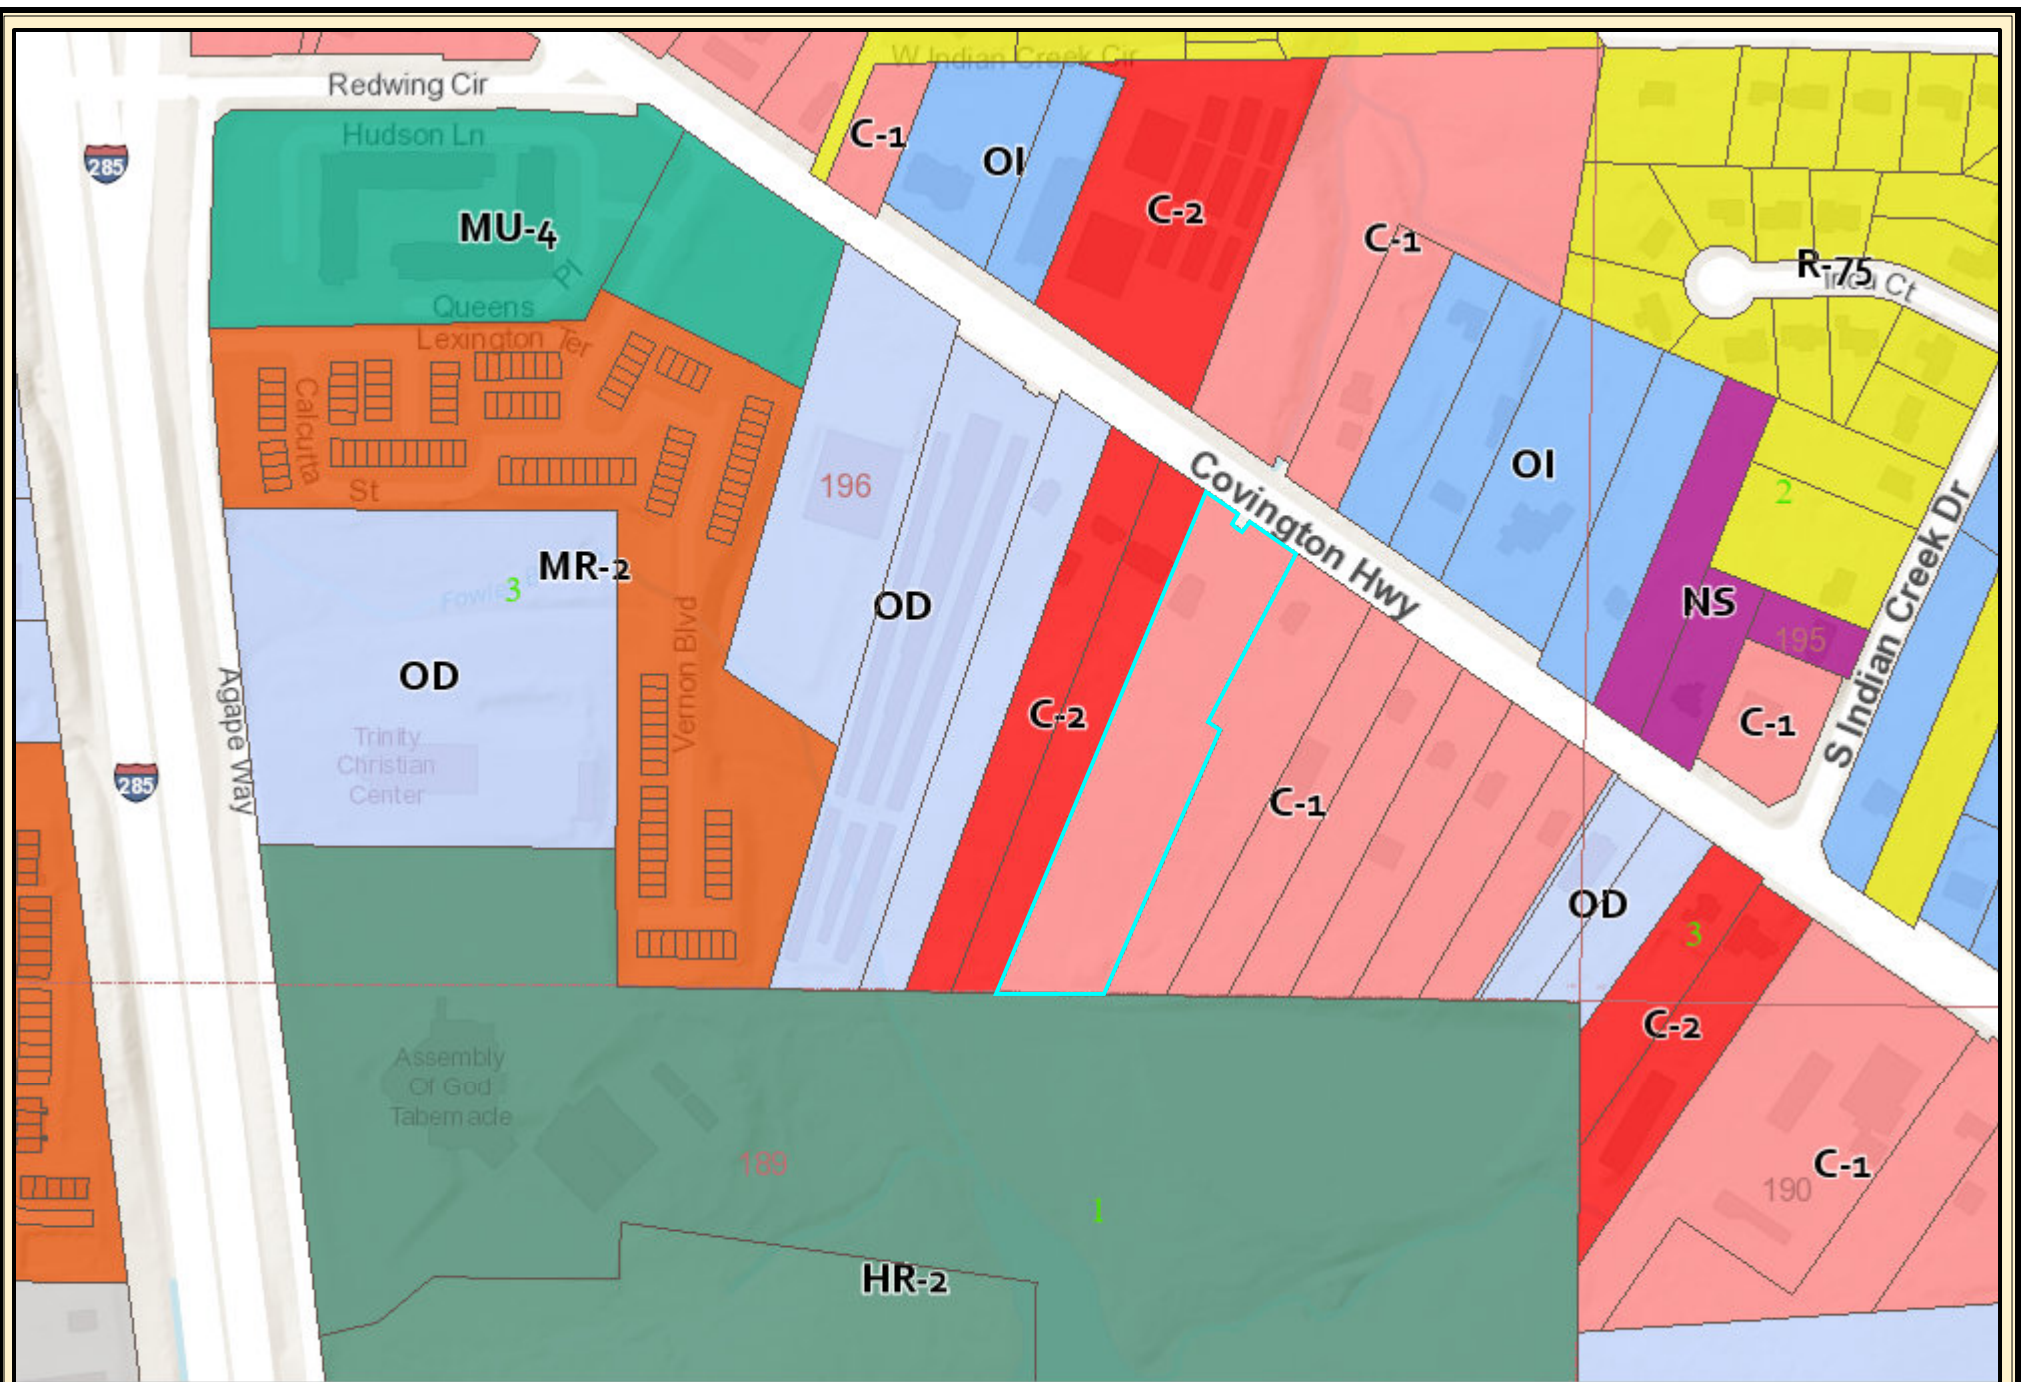 W Indian Creek Cir
Redwing Cir
Hudson Ln
C-1
285
OI
C-2
MU-4
C-1
R-75
Inca Ct
Pl
Queens
Lexington Ter
Calcutta
St
196
Covington Hwy
OI
2
MR-2
3
OD
NS
OD
195
S Indian Creek Dr
Vernon Blvd
Agape Way
C-2
C-1
Trinity
Christian
Center
285
C-1
OD
3
C-2
Assembly
Of God
Tabernacle
189
C-1
190
1
HR-2